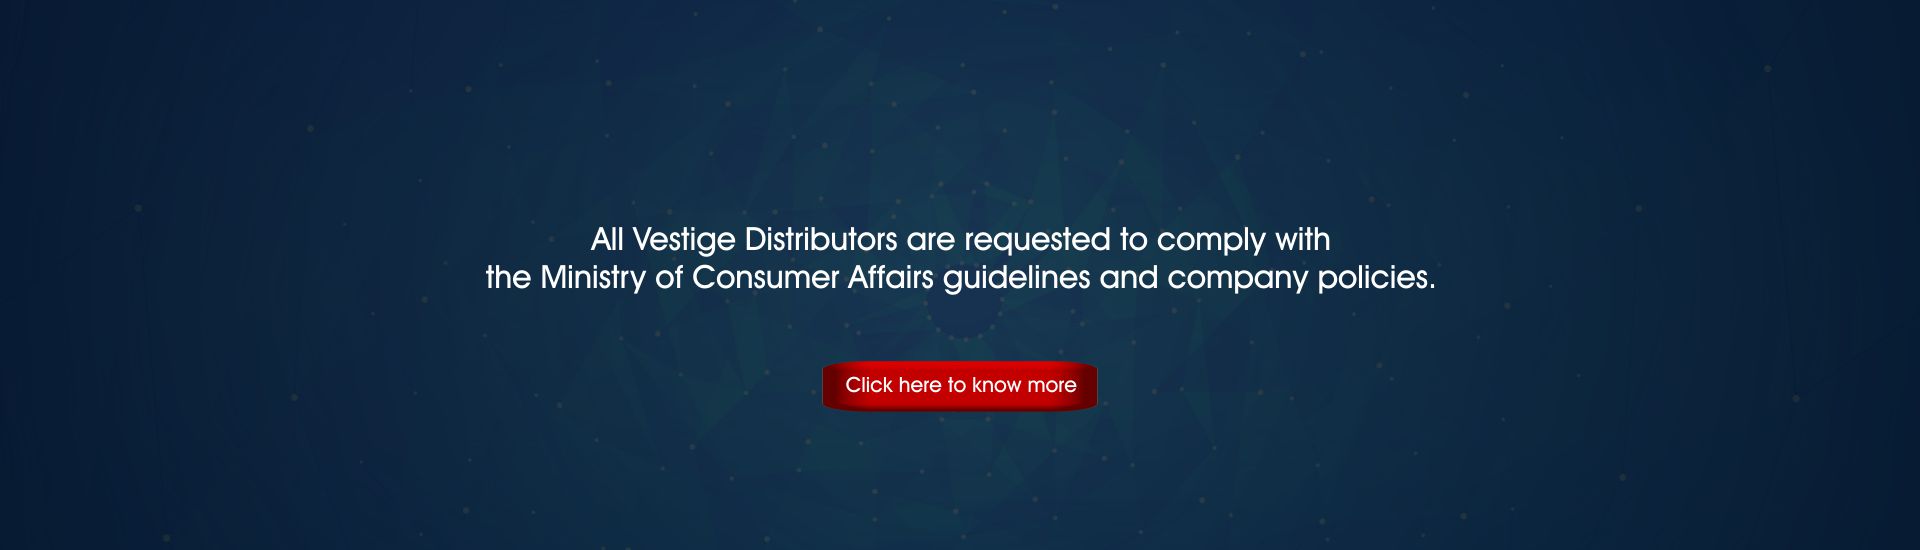 All Vestige Distributors are requested to comply with
the Ministry of Consumer Affairs guidelines and company policies.
Click here to know more